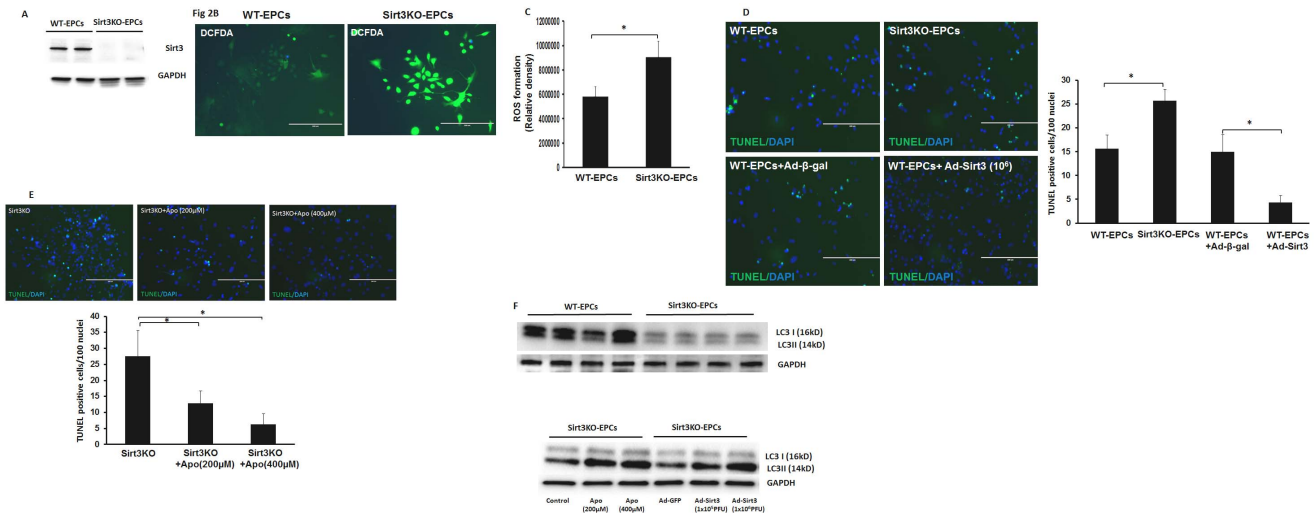 A
WT-EPCs Sirt3KO-EPCs
Sirt3
GAPDH
Fig 2B
WT-EPCs
Sirt3KO-EPCs
DCFDA
DCFDA
C
ROS formation
(Relative density)
12000000
10000000
8000000
6000000
4000000
2000000
0
*
WT-EPCs Sirt3KO-EPCs
D
WT-EPCs
Sirt3KO-EPCs
TUNEL/DAPI
TUNEL/DAPI
WT-EPCs+Ad-β-gal
WT-EPCs+ Ad-Sirt3 (10⁶)
TUNEL/DAPI
TUNEL/DAPI
TUNEL positive cells/100 nuclei
30
25
20
15
10
5
0
*
*
WT-EPCs Sirt3KO-EPCs WT-EPCs WT-EPCs
+Ad-β-gal +Ad-Sirt3
E
Sirt3KO
Sirt3KO+Apo (200µM)
Sirt3KO+Apo (400µM)
TUNEL/DAPI
TUNEL/DAPI
TUNEL/DAPI
TUNEL positive cells/100 nuclei
40
35
30
25
20
15
10
5
0
*
*
Sirt3KO Sirt3KO Sirt3KO
+Apo(200µM) +Apo(400µM)
F
WT-EPCs
Sirt3KO-EPCs
LC3 I (16kD)
LC3II (14kD)
GAPDH
Sirt3KO-EPCs
Sirt3KO-EPCs
LC3 I (16kD)
LC3II (14kD)
GAPDH
Control Apo Apo Ad-GFP Ad-Sirt3 Ad-Sirt3
(200µM) (400µM) (1x10⁵PFU) (1x10⁶PFU)